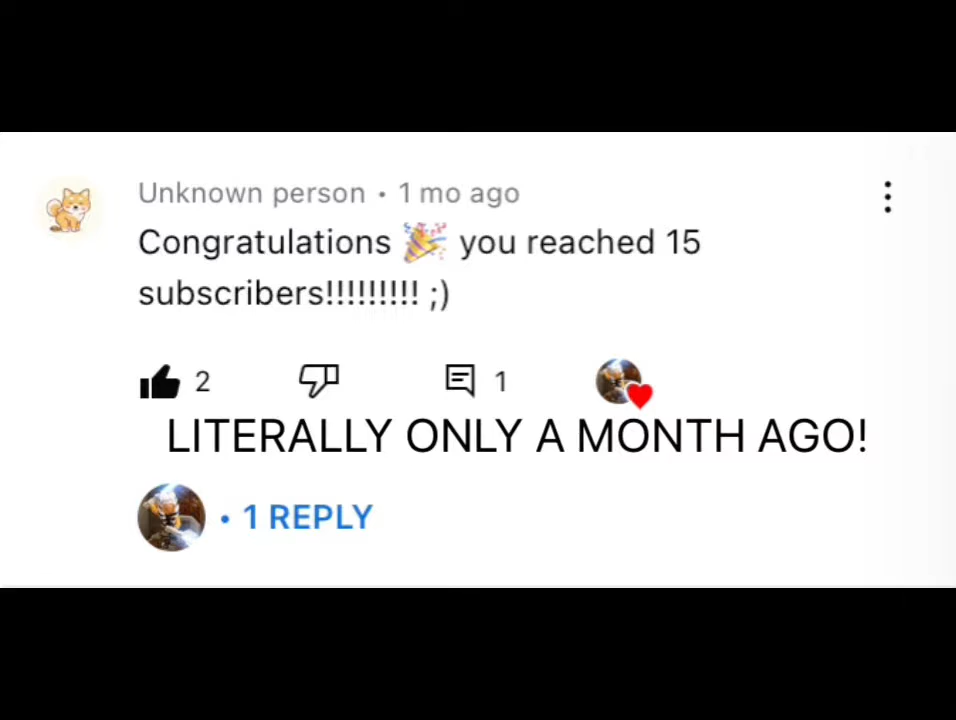 Unknown person • 1 mo ago
Congratulations 🎉 you reached 15
subscribers!!!!!!!!! ;)
2 1
LITERALLY ONLY A MONTH AGO!
• 1 REPLY